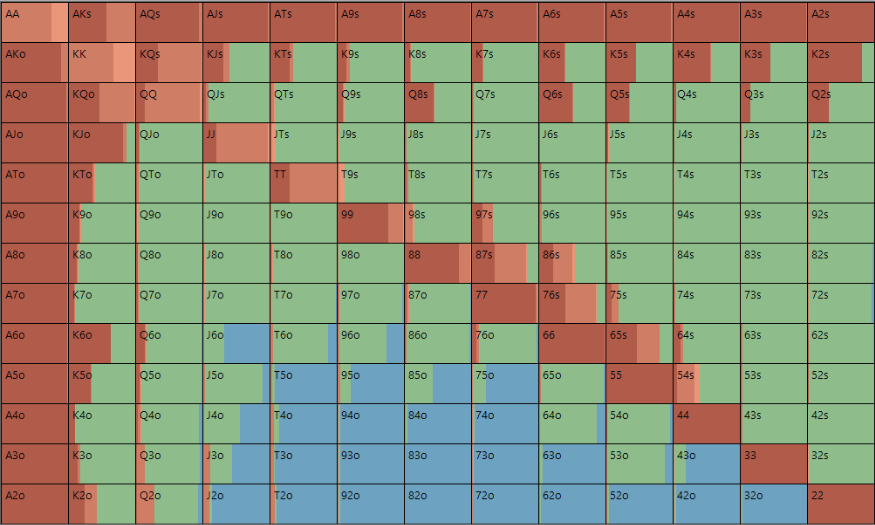 AA AKs AQs AJs ATs A9s A8s A7s A6s A5s A4s A3s A2s
AKo KK KQs KJs KTs K9s K8s K7s K6s K5s K4s K3s K2s
AQo KQo QQ QJs QTs Q9s Q8s Q7s Q6s Q5s Q4s Q3s Q2s
AJo KJo QJo JJ JTs J9s J8s J7s J6s J5s J4s J3s J2s
ATo KTo QTo JTo TT T9s T8s T7s T6s T5s T4s T3s T2s
A9o K9o Q9o J9o T9o 99 98s 97s 96s 95s 94s 93s 92s
A8o K8o Q8o J8o T8o 98o 88 87s 86s 85s 84s 83s 82s
A7o K7o Q7o J7o T7o 97o 87o 77 76s 75s 74s 73s 72s
A6o K6o Q6o J6o T6o 96o 86o 76o 66 65s 64s 63s 62s
A5o K5o Q5o J5o T5o 95o 85o 75o 65o 55 54s 53s 52s
A4o K4o Q4o J4o T4o 94o 84o 74o 64o 54o 44 43s 42s
A3o K3o Q3o J3o T3o 93o 83o 73o 63o 53o 43o 33 32s
A2o K2o Q2o J2o T2o 92o 82o 72o 62o 52o 42o 32o 22